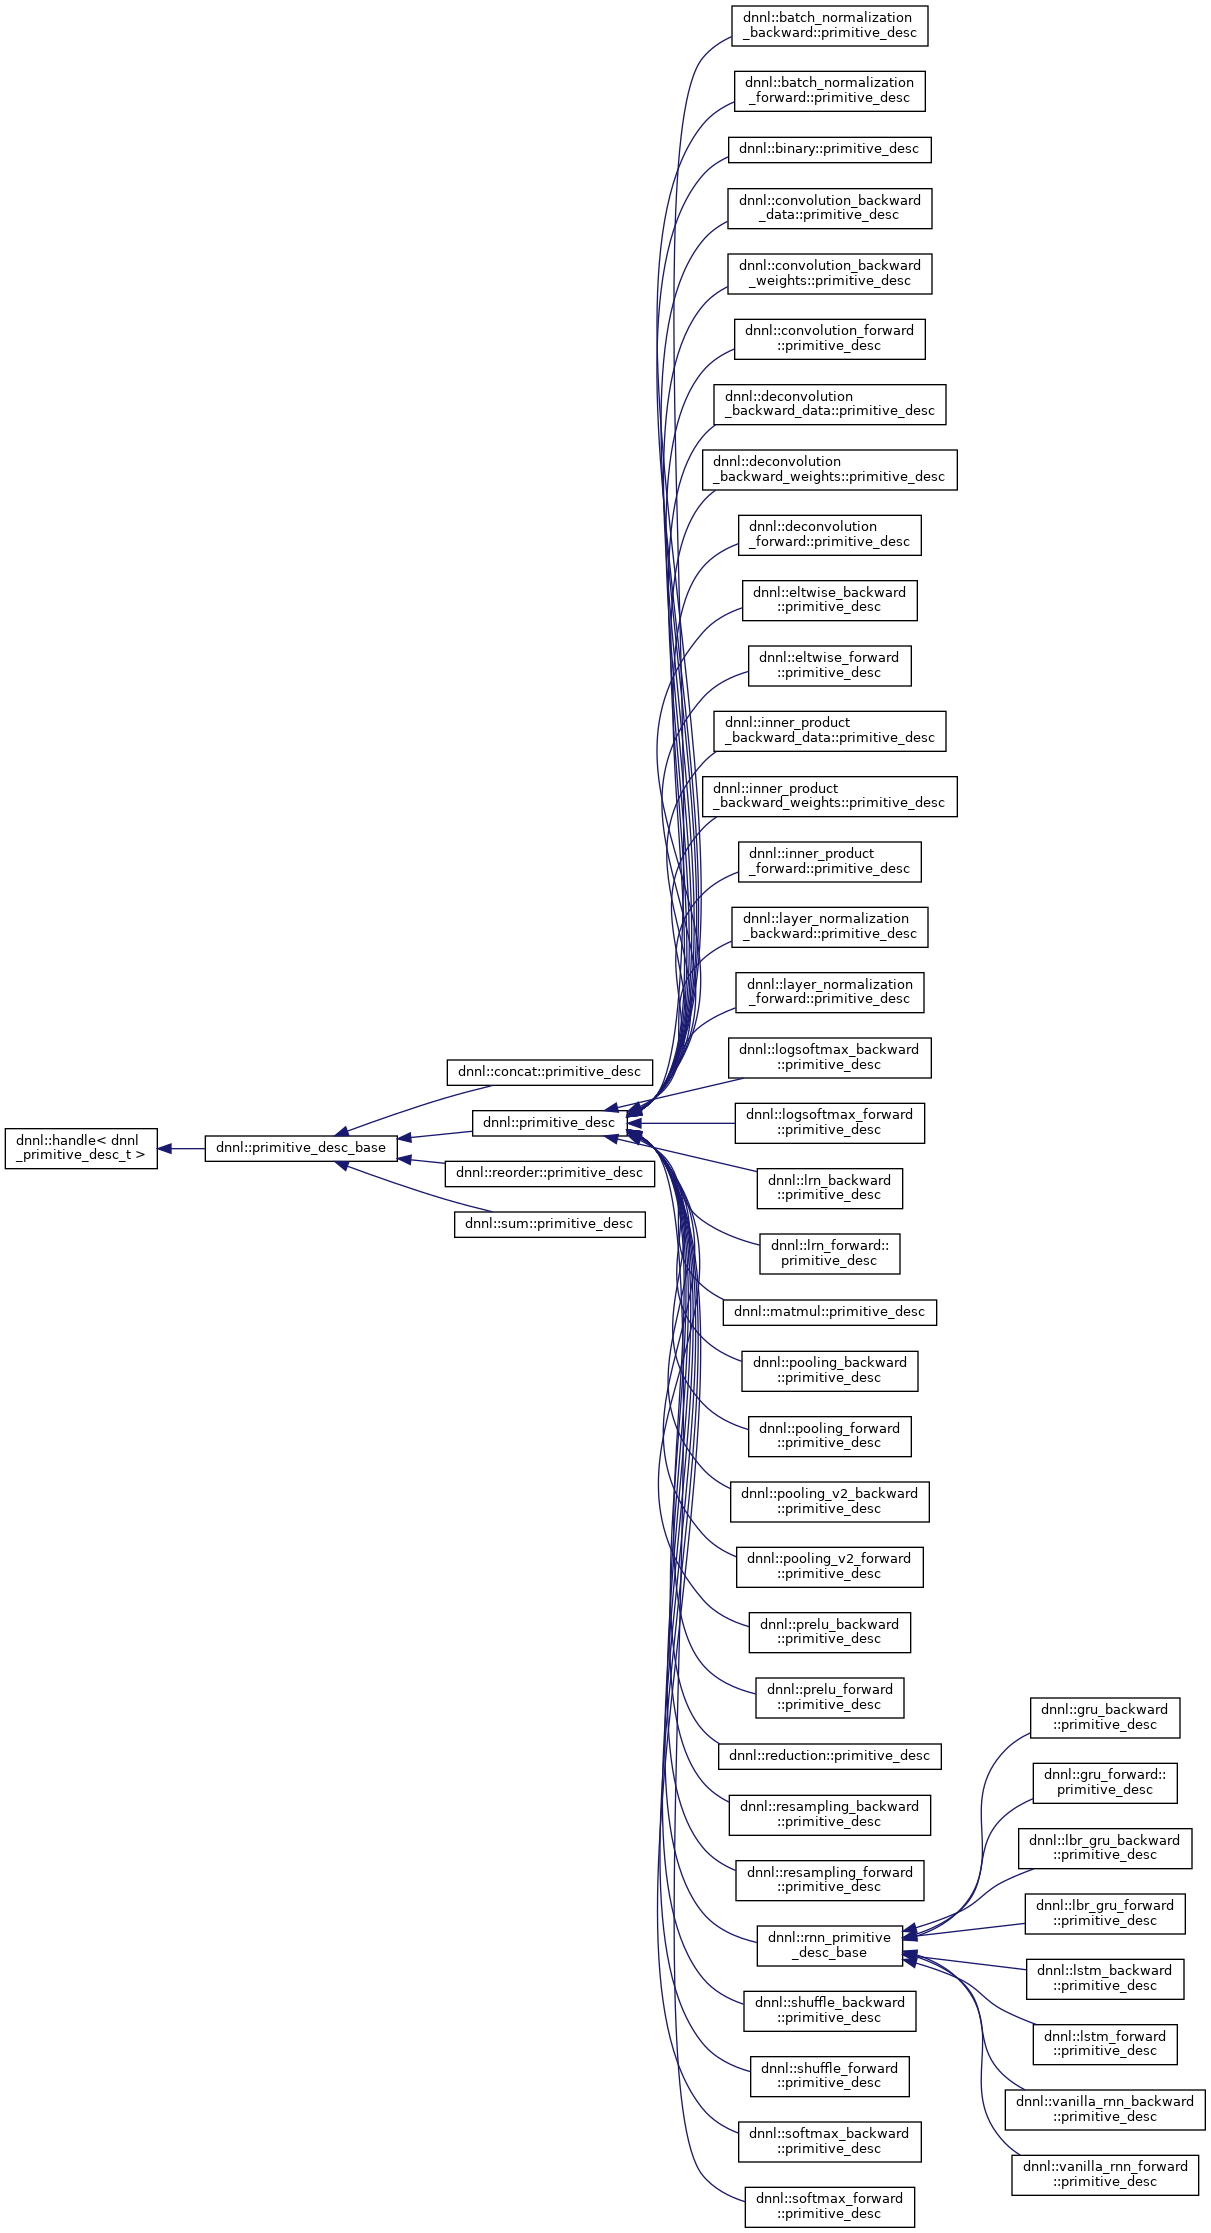 dnnl::handle< dnnl
_primitive_desc_t >
dnnl::primitive_desc_base
dnnl::concat::primitive_desc
dnnl::primitive_desc
dnnl::reorder::primitive_desc
dnnl::sum::primitive_desc
dnnl::batch_normalization
_backward::primitive_desc
dnnl::batch_normalization
_forward::primitive_desc
dnnl::binary::primitive_desc
dnnl::convolution_backward
_data::primitive_desc
dnnl::convolution_backward
_weights::primitive_desc
dnnl::convolution_forward
::primitive_desc
dnnl::deconvolution
_backward_data::primitive_desc
dnnl::deconvolution
_backward_weights::primitive_desc
dnnl::deconvolution
_forward::primitive_desc
dnnl::eltwise_backward
::primitive_desc
dnnl::eltwise_forward
::primitive_desc
dnnl::inner_product
_backward_data::primitive_desc
dnnl::inner_product
_backward_weights::primitive_desc
dnnl::inner_product
_forward::primitive_desc
dnnl::layer_normalization
_backward::primitive_desc
dnnl::layer_normalization
_forward::primitive_desc
dnnl::logsoftmax_backward
::primitive_desc
dnnl::logsoftmax_forward
::primitive_desc
dnnl::lrn_backward
::primitive_desc
dnnl::lrn_forward::
primitive_desc
dnnl::matmul::primitive_desc
dnnl::pooling_backward
::primitive_desc
dnnl::pooling_forward
::primitive_desc
dnnl::pooling_v2_backward
::primitive_desc
dnnl::pooling_v2_forward
::primitive_desc
dnnl::prelu_backward
::primitive_desc
dnnl::prelu_forward
::primitive_desc
dnnl::reduction::primitive_desc
dnnl::resampling_backward
::primitive_desc
dnnl::resampling_forward
::primitive_desc
dnnl::rnn_primitive
_desc_base
dnnl::shuffle_backward
::primitive_desc
dnnl::shuffle_forward
::primitive_desc
dnnl::softmax_backward
::primitive_desc
dnnl::softmax_forward
::primitive_desc
dnnl::gru_backward
::primitive_desc
dnnl::gru_forward::
primitive_desc
dnnl::lbr_gru_backward
::primitive_desc
dnnl::lbr_gru_forward
::primitive_desc
dnnl::lstm_backward
::primitive_desc
dnnl::lstm_forward
::primitive_desc
dnnl::vanilla_rnn_backward
::primitive_desc
dnnl::vanilla_rnn_forward
::primitive_desc